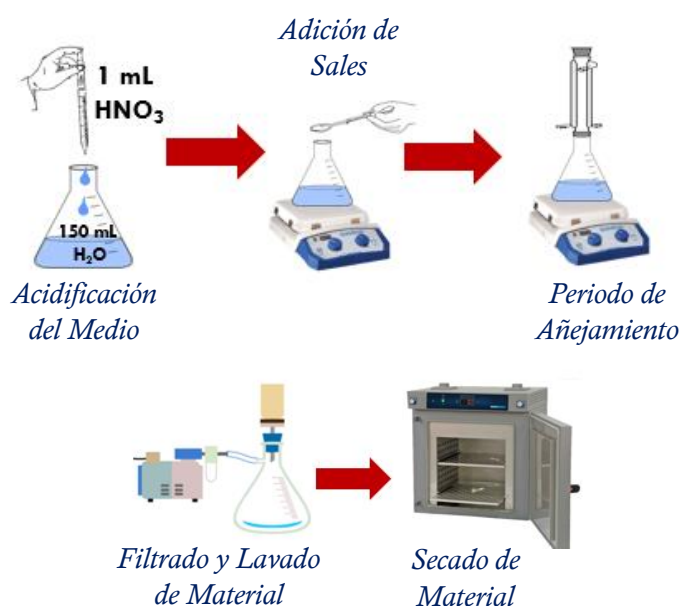 Adición de
Sales
1 mL
HNO₃
150 mL
H₂O
Acidificación
del Medio
Periodo de
Añejamiento
Filtrado y Lavado
de Material
Secado de
Material